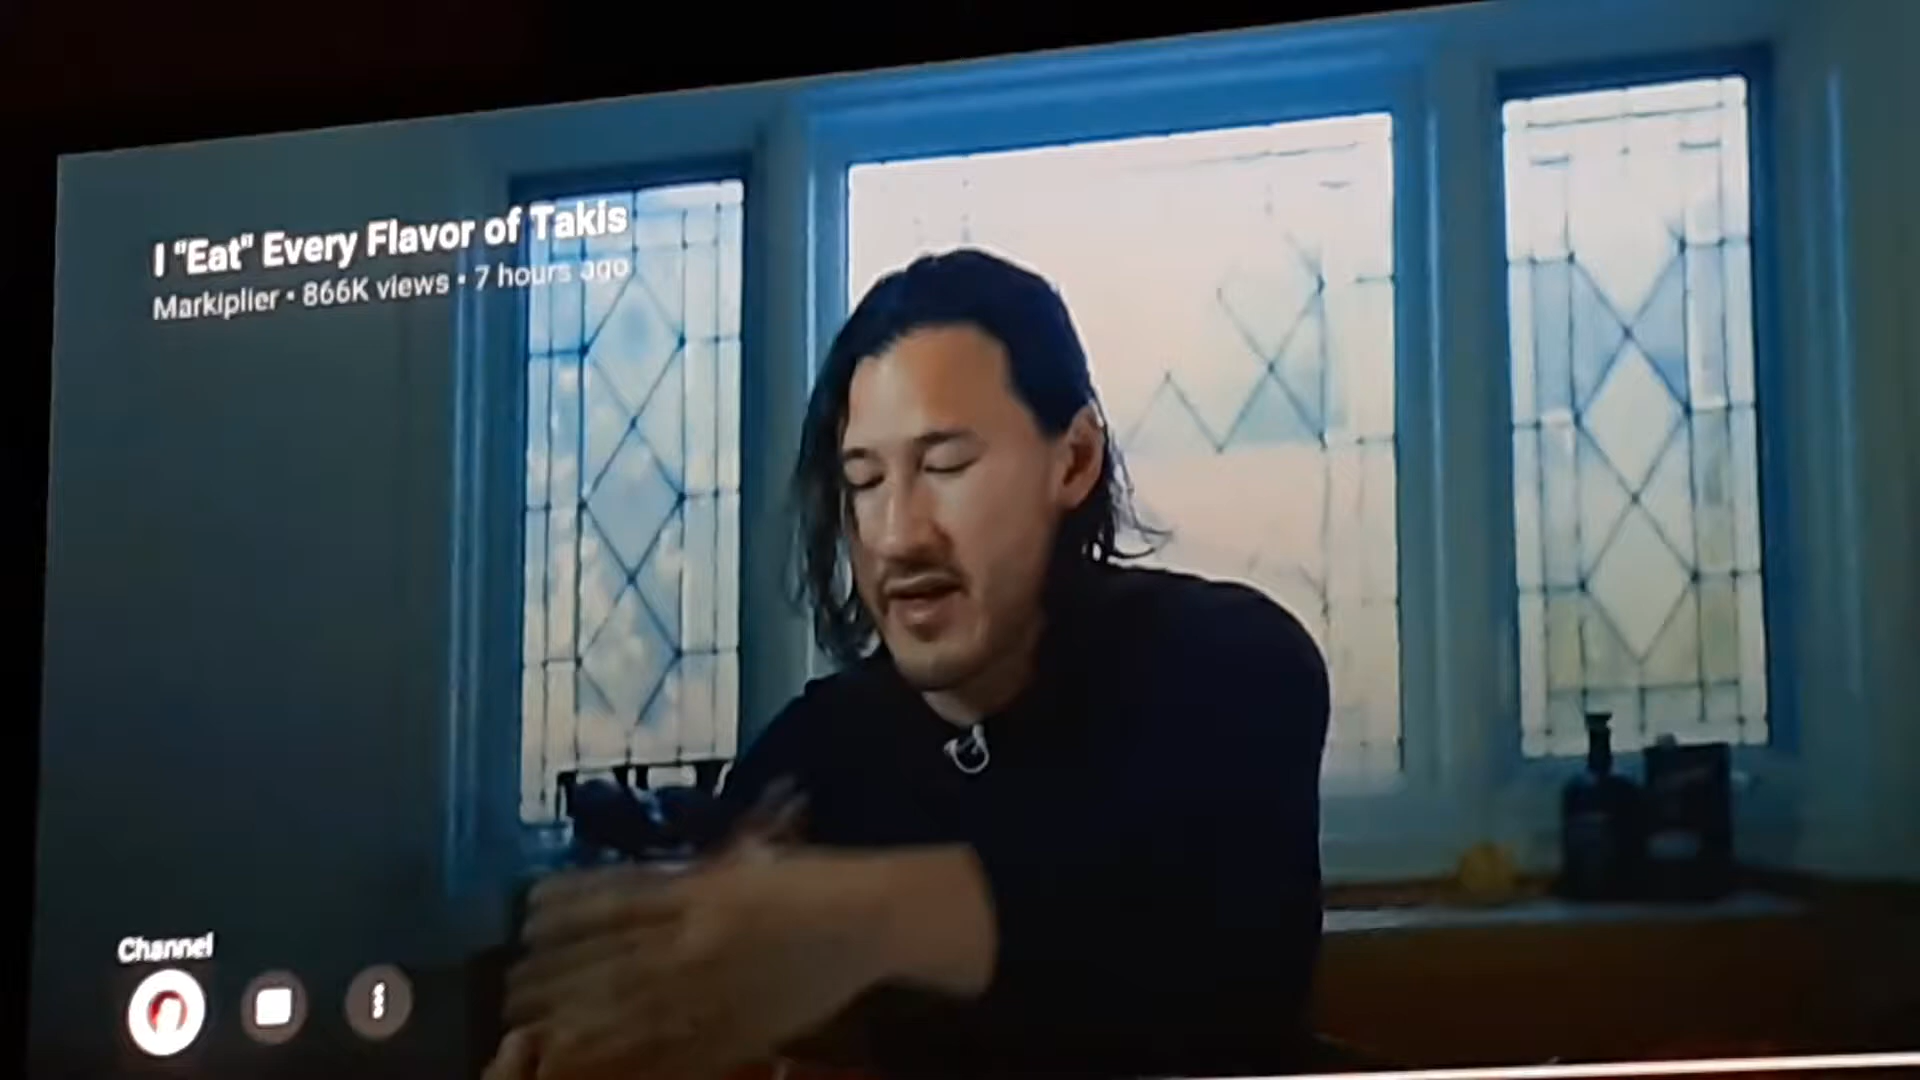 I "Eat" Every Flavor of Takis
Markiplier • 866K views • 7 hours ago
Channel